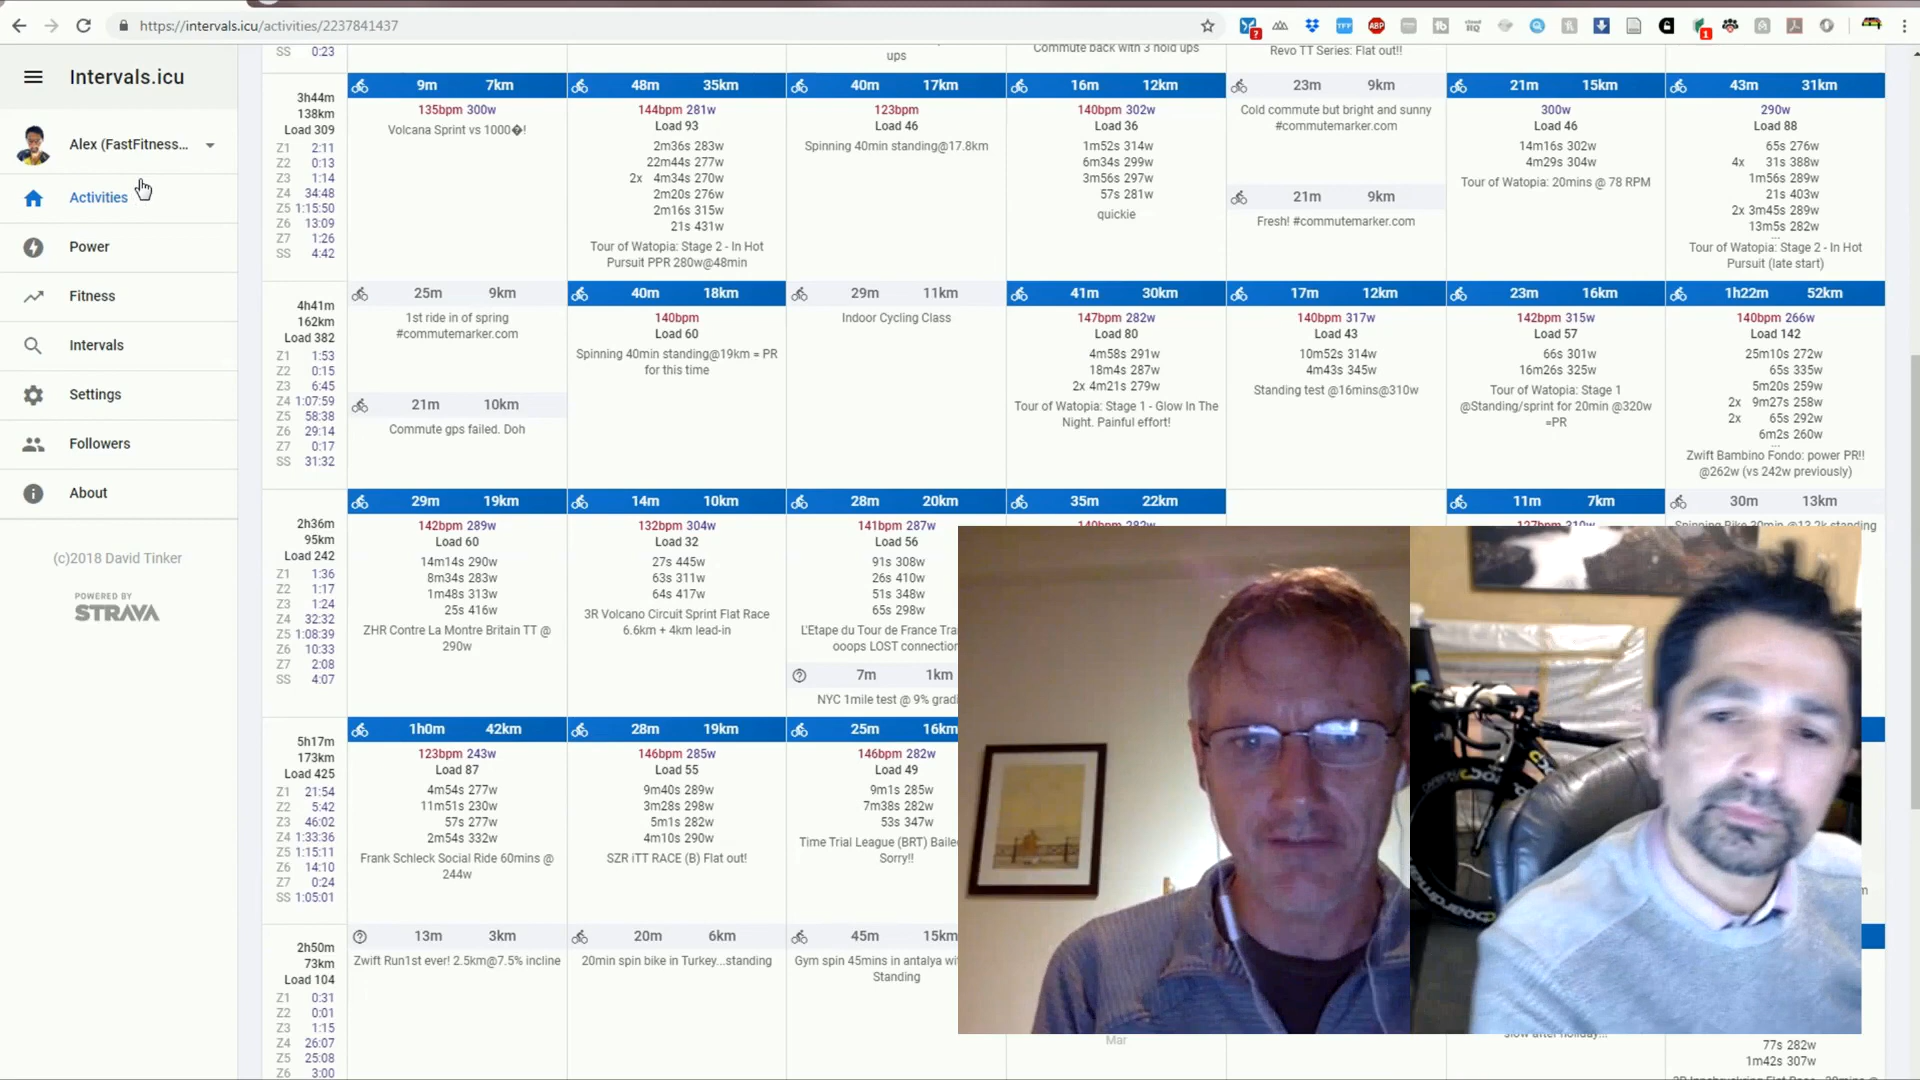 https://intervals.icu/activities/2237841437
Intervals.icu
Alex (FastFitness...
Activities
Power
Fitness
Intervals
Settings
Followers
About
(c)2018 David Tinker
POWERED BY
STRAVA
SS 0:23
ups
Commute back with 3 hold ups
Revo TT Series: Flat out!!
3h44m
138km
Load 309
Z1 2:11
Z2 0:13
Z3 1:14
Z4 34:48
Z5 1:15:50
Z6 13:09
Z7 1:26
SS 4:42
9m 7km
135bpm 300w
Volcana Sprint vs 1000�!
48m 35km
144bpm 281w
Load 93
2m36s 283w
22m44s 277w
2x 4m34s 270w
2m20s 276w
2m16s 315w
21s 431w
Tour of Watopia: Stage 2 - In Hot
Pursuit PPR 280w@48min
40m 17km
123bpm
Load 46
Spinning 40min standing@17.8km
16m 12km
140bpm 302w
Load 36
1m52s 314w
6m34s 299w
3m56s 297w
57s 281w
quickie
23m 9km
Cold commute but bright and sunny
#commutemarker.com
21m 9km
Fresh! #commutemarker.com
21m 15km
300w
Load 46
14m16s 302w
4m29s 304w
Tour of Watopia: 20mins @ 78 RPM
43m 31km
290w
Load 88
65s 276w
4x 31s 388w
1m56s 289w
21s 403w
2x 3m45s 289w
13m5s 282w
...
Tour of Watopia: Stage 2 - In Hot
Pursuit (late start)
4h41m
162km
Load 382
Z1 1:53
Z2 0:15
Z3 6:45
Z4 1:07:59
Z5 58:38
Z6 29:14
Z7 0:17
SS 31:32
25m 9km
1st ride in of spring
#commutemarker.com
21m 10km
Commute gps failed. Doh
40m 18km
140bpm
Load 60
Spinning 40min standing@19km = PR
for this time
29m 11km
Indoor Cycling Class
41m 30km
147bpm 282w
Load 80
4m58s 291w
18m4s 287w
2x 4m21s 279w
Tour of Watopia: Stage 1 - Glow In The
Night. Painful effort!
17m 12km
140bpm 317w
Load 43
10m52s 314w
4m43s 345w
Standing test @16mins@310w
23m 16km
142bpm 315w
Load 57
66s 301w
16m26s 325w
Tour of Watopia: Stage 1
@Standing/sprint for 20min @320w
=PR
1h22m 52km
140bpm 266w
Load 142
25m10s 272w
65s 335w
5m20s 259w
2x 9m27s 258w
2x 65s 292w
6m2s 260w
...
Zwift Bambino Fondo: power PR!!
@262w (vs 242w previously)
2h36m
95km
Load 242
Z1 1:36
Z2 1:17
Z3 1:24
Z4 32:32
Z5 1:08:39
Z6 10:33
Z7 2:08
SS 4:07
29m 19km
142bpm 289w
Load 60
14m14s 290w
8m34s 283w
1m48s 313w
25s 416w
ZHR Contre La Montre Britain TT @
290w
14m 10km
132bpm 304w
Load 32
27s 445w
63s 311w
64s 417w
3R Volcano Circuit Sprint Flat Race
6.6km + 4km lead-in
28m 20km
141bpm 287w
Load 56
91s 308w
26s 410w
51s 348w
65s 298w
L'Etape du Tour de France Tra
ooops LOST connection
7m 1km
NYC 1mile test @ 9% gradi
35m 22km
11m 7km
30m 13km
5h17m
173km
Load 425
Z1 21:54
Z2 5:42
Z3 46:02
Z4 1:33:36
Z5 1:15:11
Z6 14:10
Z7 0:24
SS 1:05:01
1h0m 42km
123bpm 243w
Load 87
4m54s 277w
11m51s 230w
57s 277w
2m54s 332w
Frank Schleck Social Ride 60mins @
244w
28m 19km
146bpm 285w
Load 55
9m40s 289w
3m28s 298w
5m1s 282w
4m10s 290w
SZR iTT RACE (B) Flat out!
25m 16km
146bpm 282w
Load 49
9m1s 285w
7m38s 282w
53s 347w
Time Trial League (BRT) Baile
Sorry!!
2h50m
73km
Load 104
Z1 0:31
Z2 0:01
Z3 1:15
Z4 26:07
Z5 25:08
Z6 3:00
13m 3km
Zwift Run1st ever! 2.5km@7.5% incline
20m 6km
20min spin bike in Turkey...standing
45m 15km
Gym spin 45mins in antalya wi
Standing
Mar
77s 282w
1m42s 307w